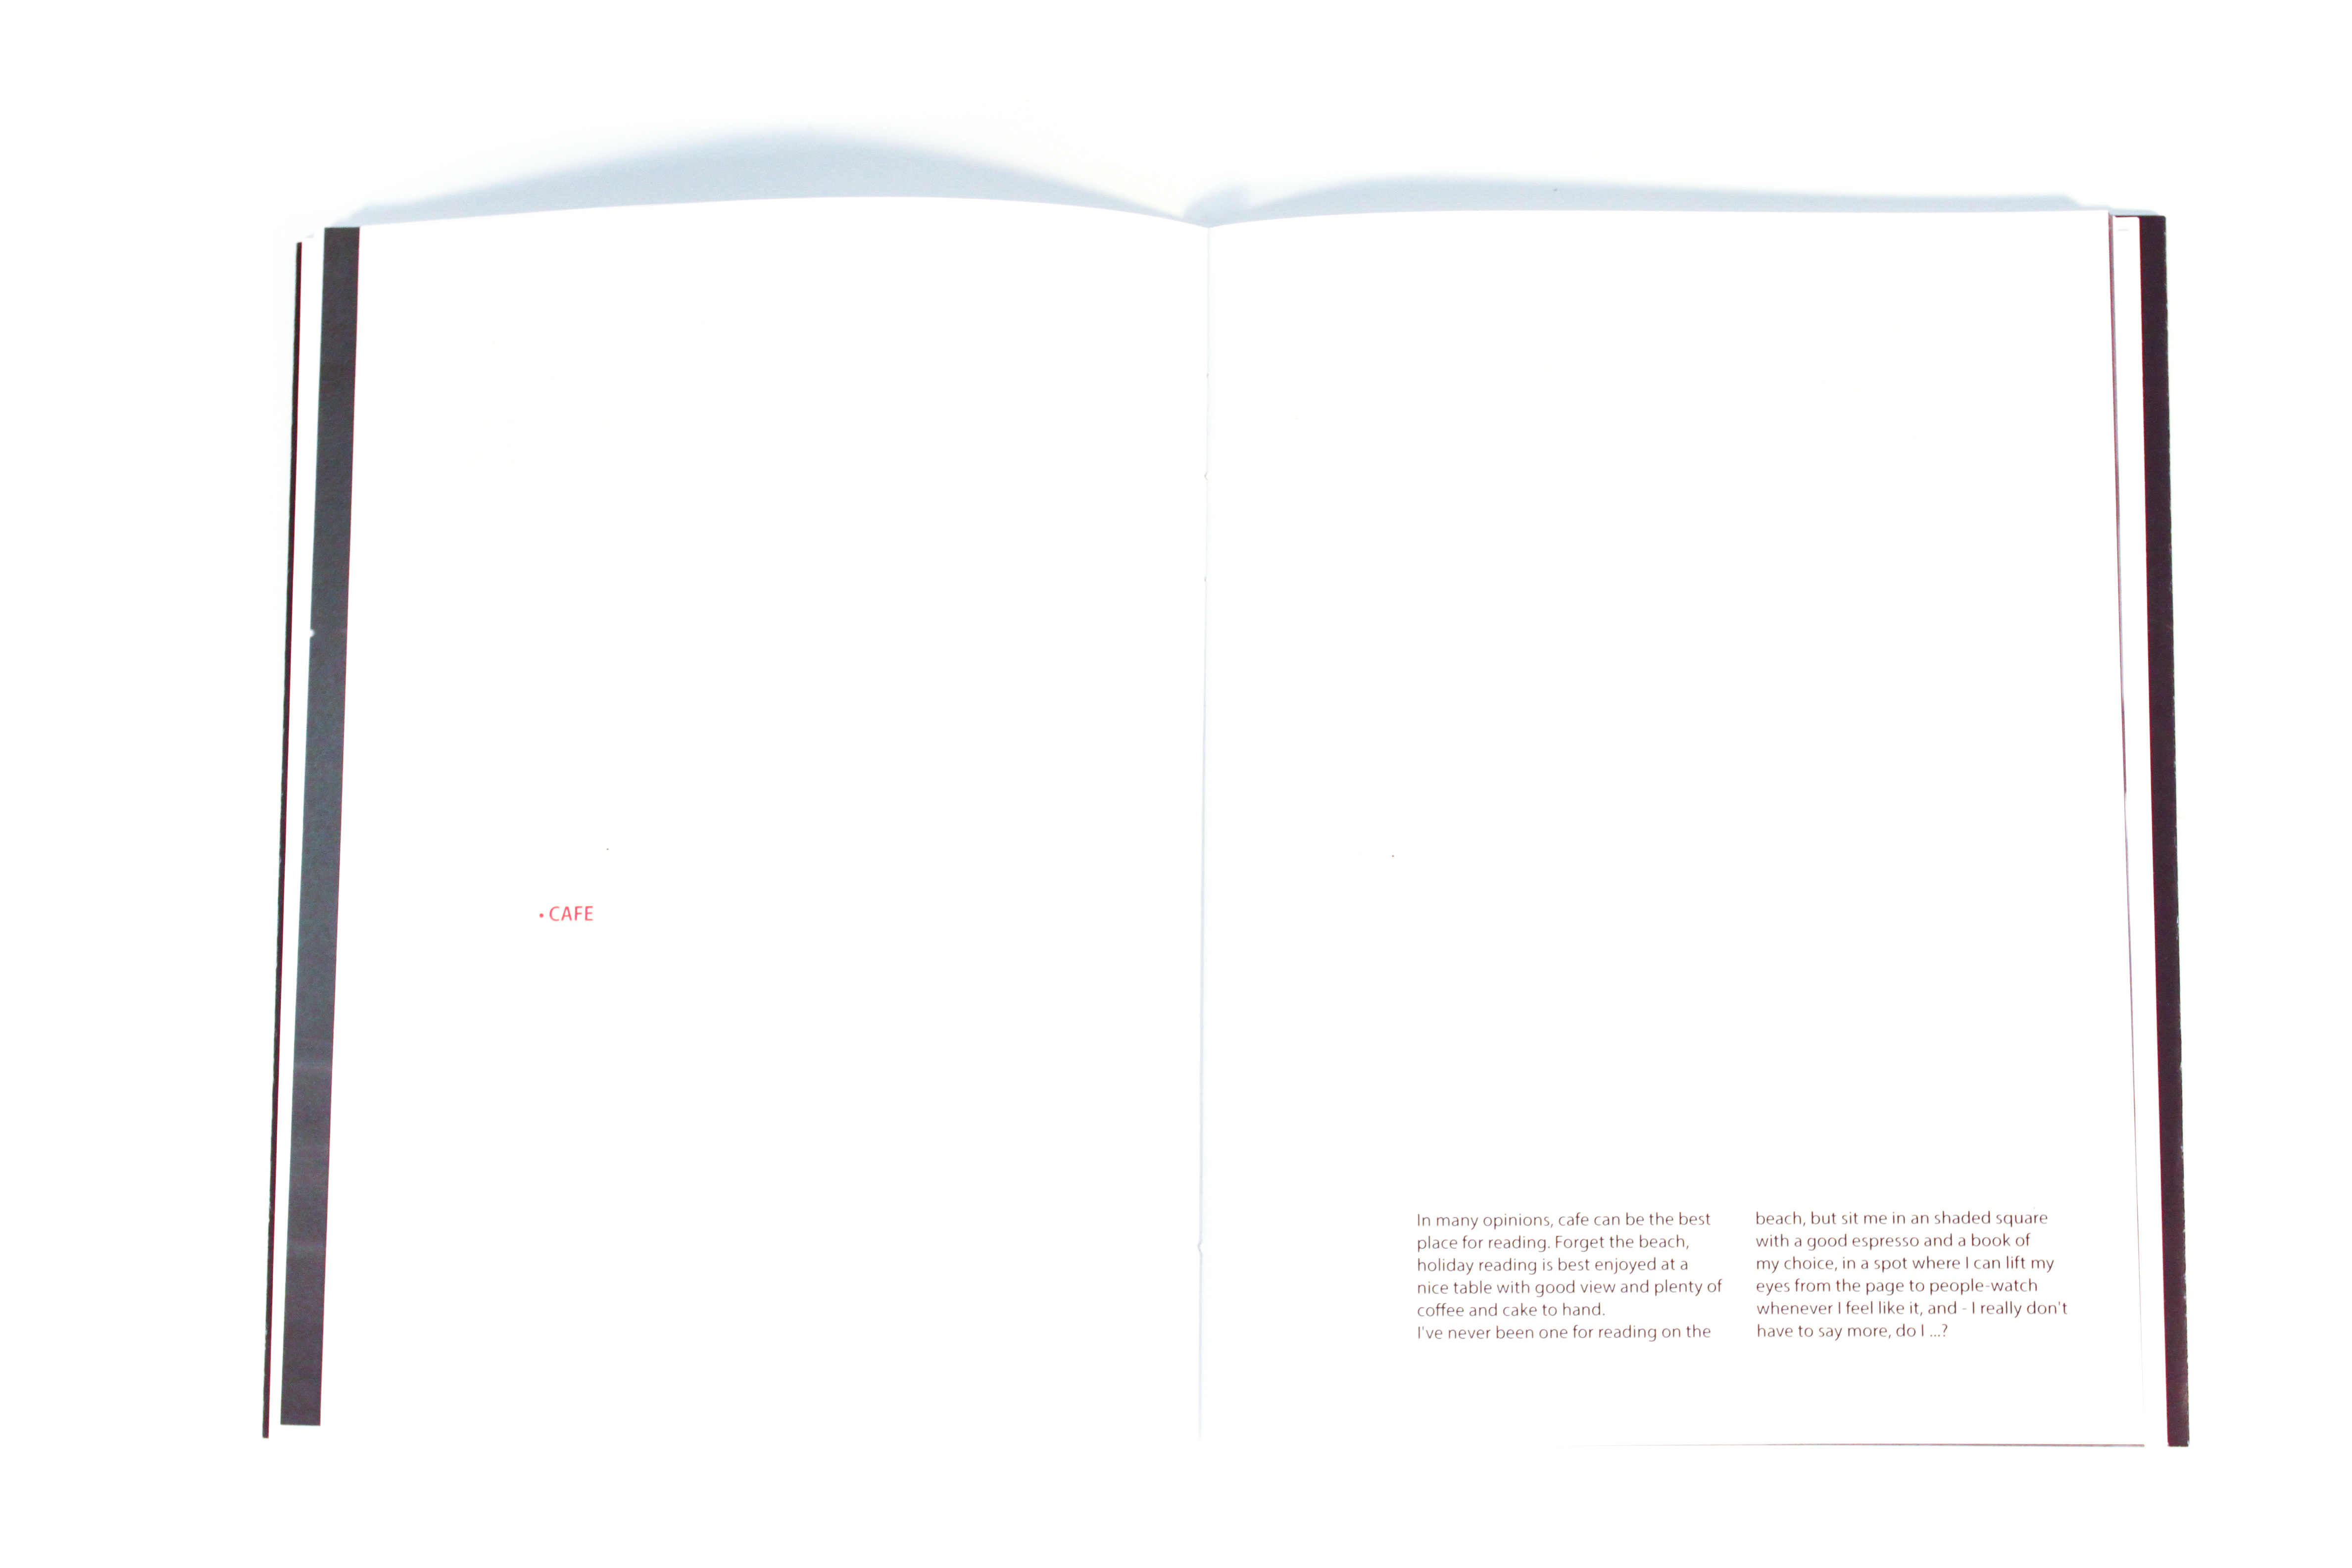 • CAFE
In many opinions, cafe can be the best
place for reading. Forget the beach,
holiday reading is best enjoyed at a
nice table with good view and plenty of
coffee and cake to hand.
I've never been one for reading on the
beach, but sit me in an shaded square
with a good espresso and a book of
my choice, in a spot where I can lift my
eyes from the page to people-watch
whenever I feel like it, and - I really don't
have to say more, do I ...?